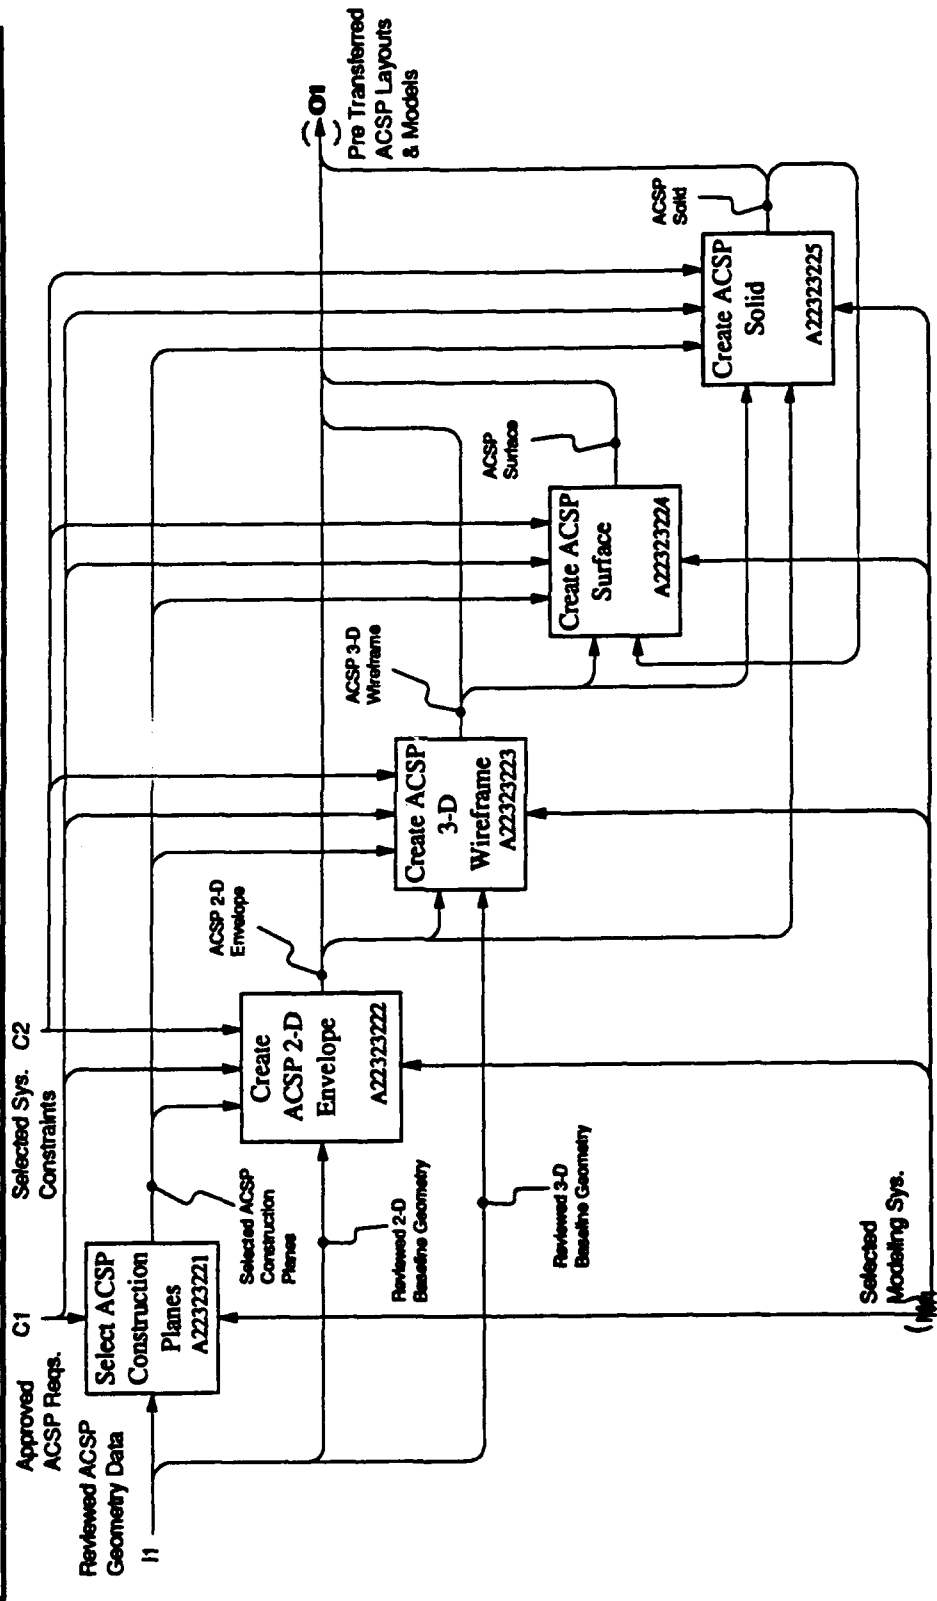 Approved
ACSP Reqs.
C1
Selected Sys.
Constraints
C2
Reviewed ACSP
Geometry Data
I1
Select ACSP
Construction
Planes
A22323221
Selected ACSP
Construction
Planes
Create
ACSP 2-D
Envelope
A22323222
Reviewed 2-D
Baseline Geometry
ACSP 2-D
Envelope
Create ACSP
3-D
Wireframe
A22323223
Reviewed 3-D
Baseline Geometry
ACSP 3-D
Wireframe
Create ACSP
Surface
A22323224
ACSP
Surface
Create ACSP
Solid
A22323225
ACSP
Solid
( ) O1
Pre Transferred
ACSP Layouts
& Models
Selected
Modeling Sys.